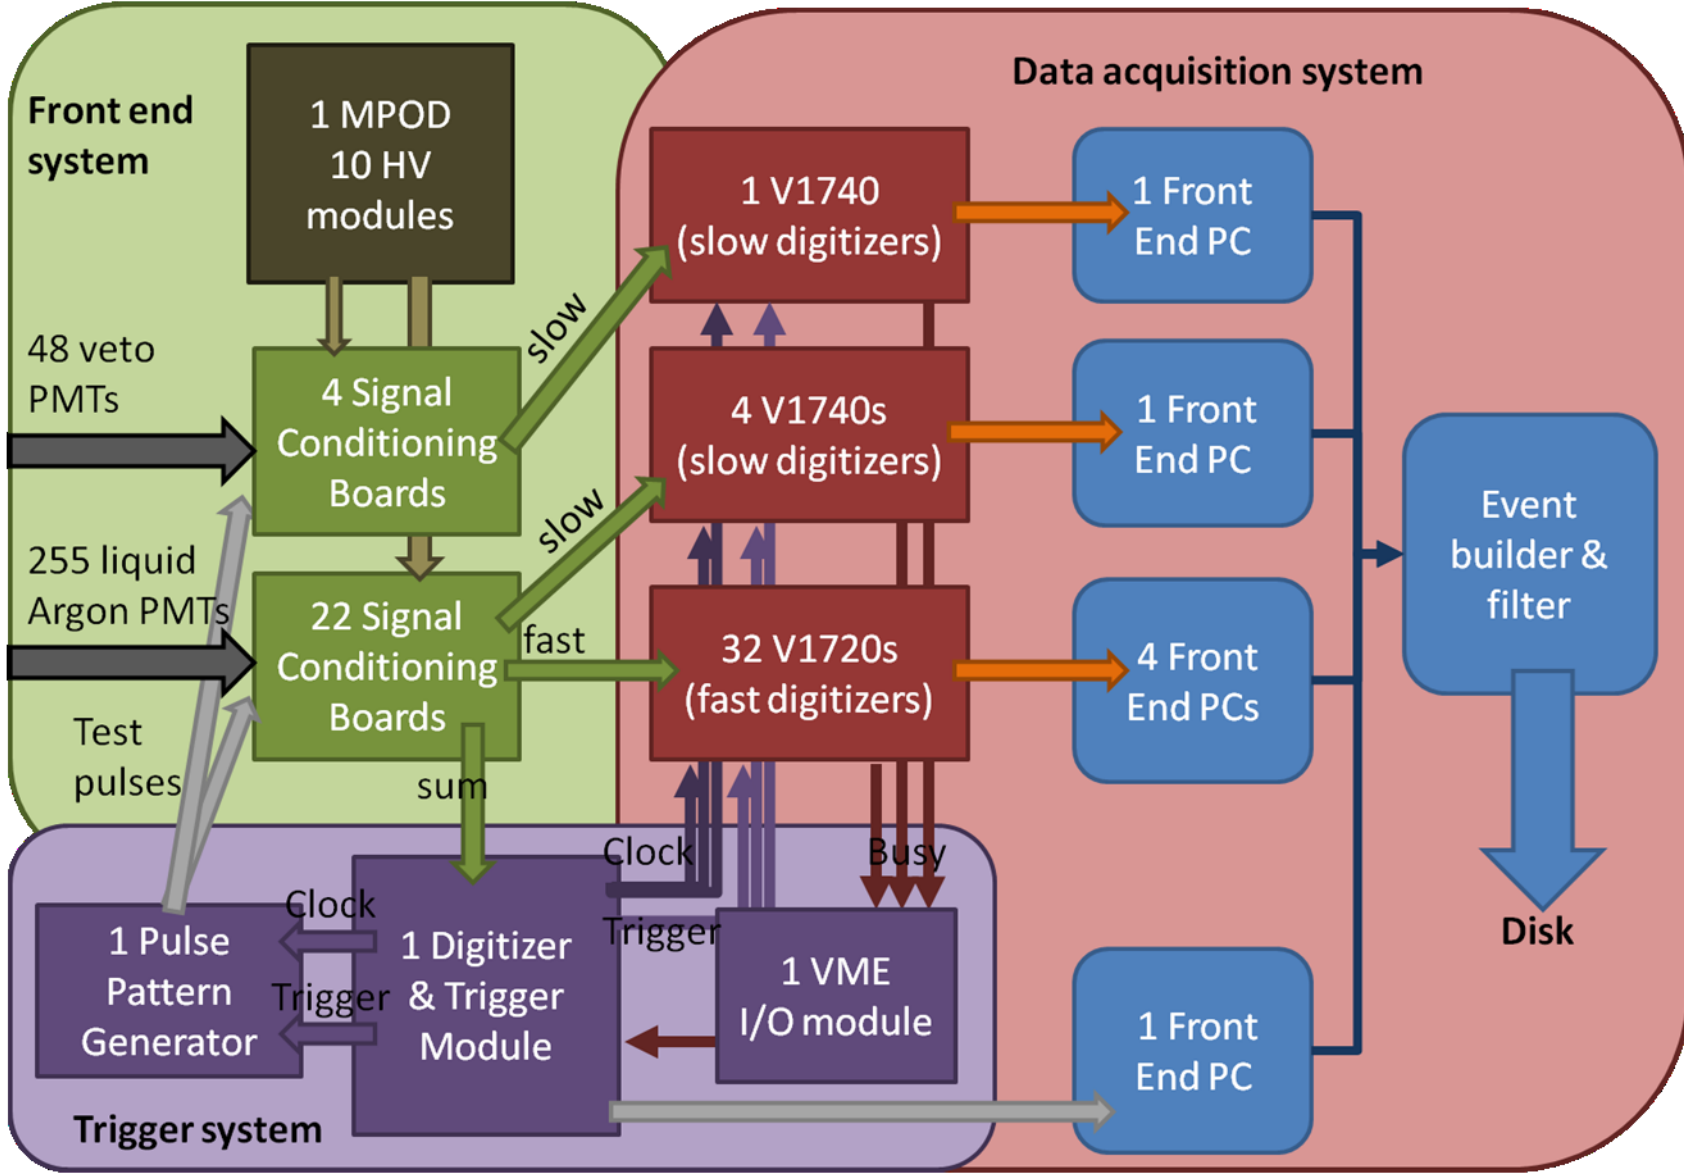 Front end
system
1 MPOD
10 HV
modules
Data acquisition system
48 veto
PMTs
4 Signal
Conditioning
Boards
slow
255 liquid
Argon PMTs
22 Signal
Conditioning
Boards
slow
fast
sum
Test
pulses
1 V1740
(slow digitizers)
1 Front
End PC
4 V1740s
(slow digitizers)
1 Front
End PC
32 V1720s
(fast digitizers)
4 Front
End PCs
Event
builder &
filter
Disk
Clock
Trigger
Busy
Clock
Trigger
1 Pulse
Pattern
Generator
1 Digitizer
& Trigger
Module
1 VME
I/O module
1 Front
End PC
Trigger system